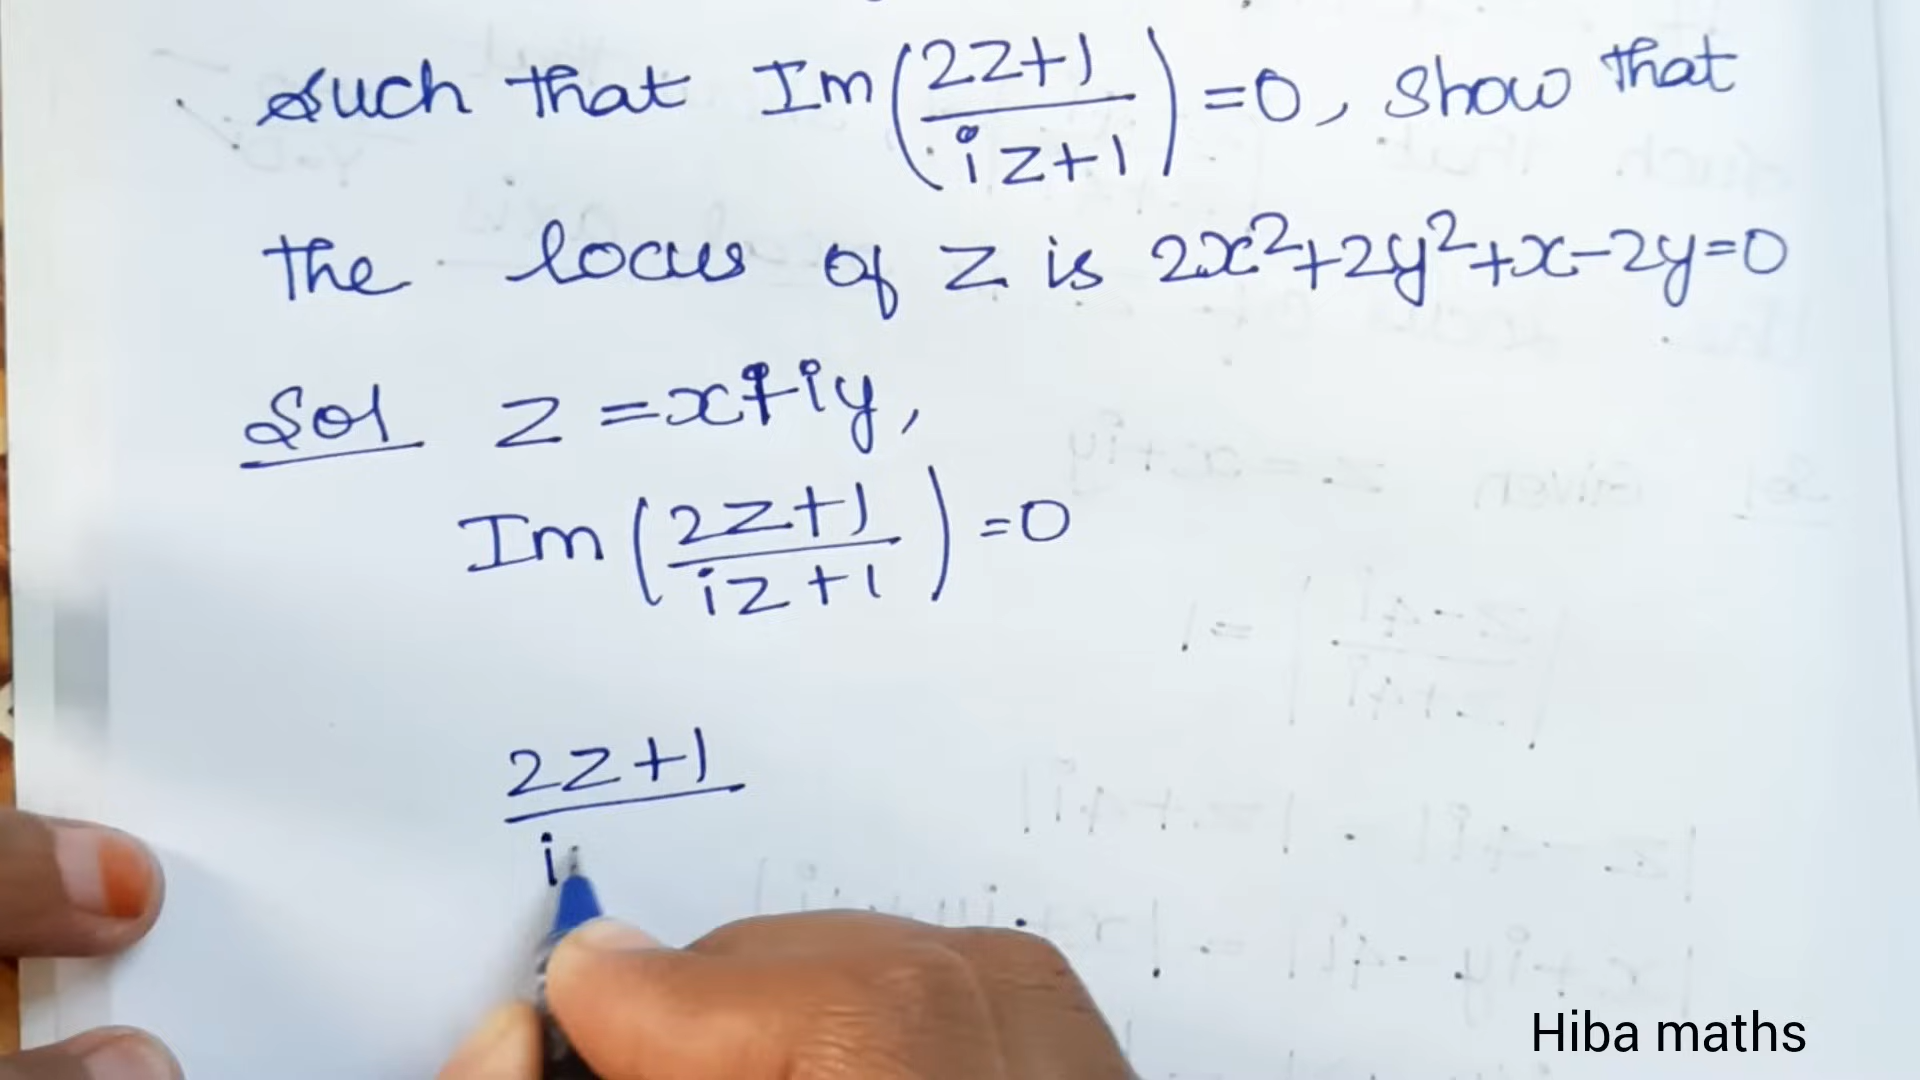 such that Im(2z+1/iz+1)=0, show that
the locus of z is 2x²+2y²+x-2y=0
Sol z=x+iy,
Im(2z+1/iz+1)=0
2z+1
i
Hiba maths